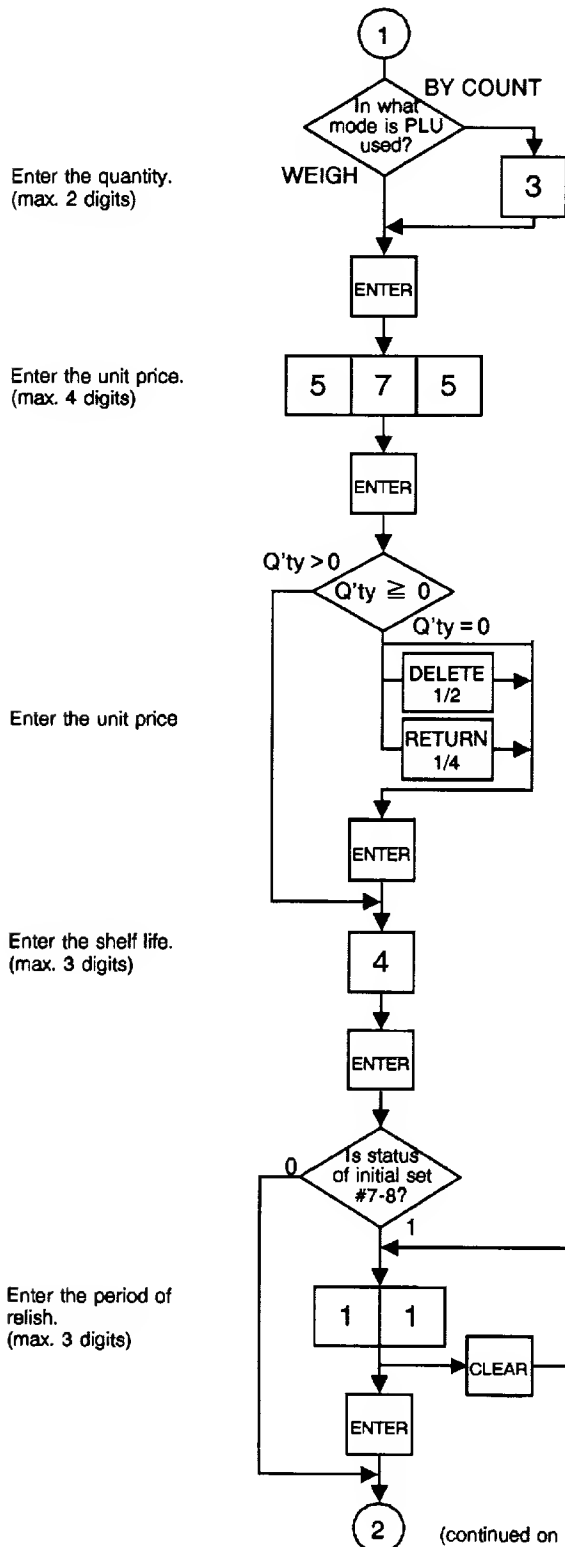 1
BY COUNT
In what
mode is PLU
used?
Enter the quantity.
(max. 2 digits)
WEIGH
3
ENTER
Enter the unit price.
(max. 4 digits)
5 7 5
ENTER
Q'ty > 0
Q'ty ≧ 0
Q'ty = 0
DELETE
1/2
Enter the unit price
RETURN
1/4
ENTER
Enter the shelf life.
(max. 3 digits)
4
ENTER
0
Is status
of initial set
#7-8?
1
Enter the period of
relish.
(max. 3 digits)
1 1
CLEAR
ENTER
2
(continued on